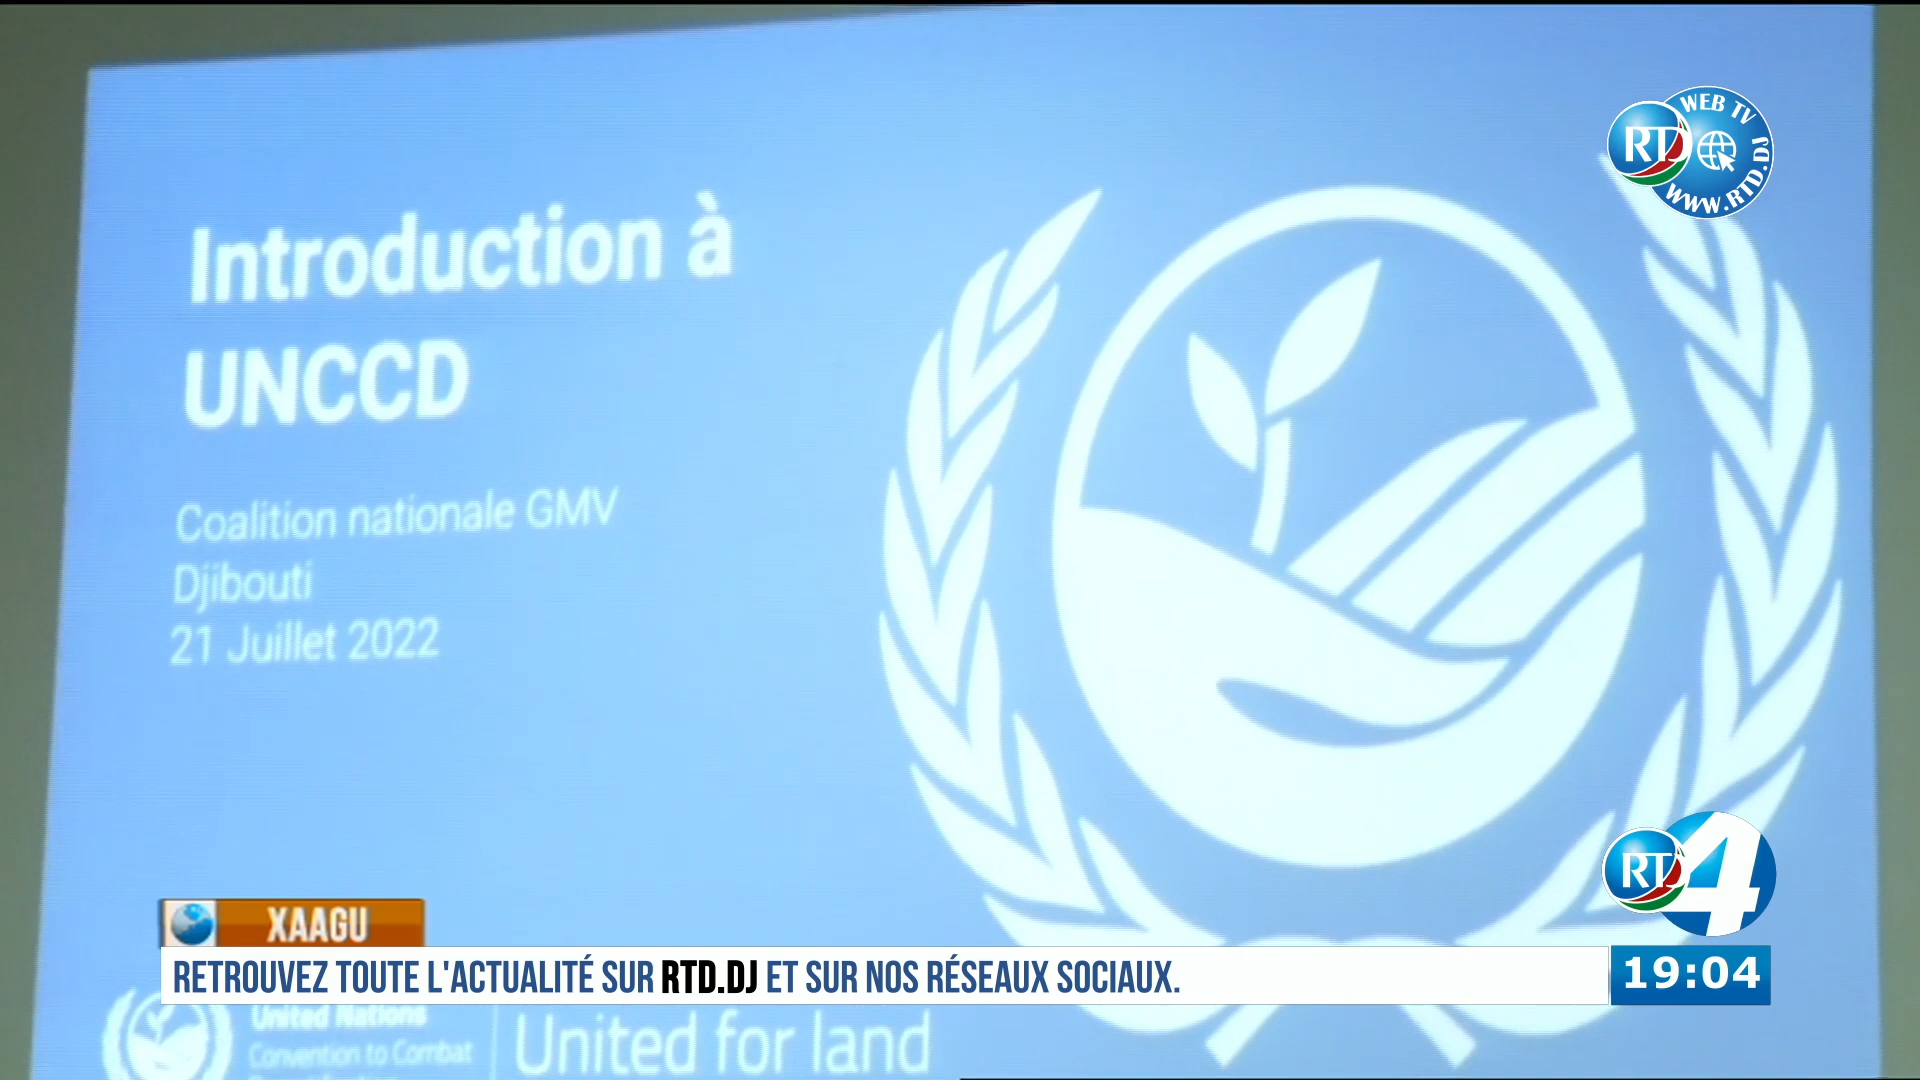 WEB TV
RTD
WWW.RTD.DJ
Introduction à
UNCCD
Coalition nationale GMV
Djibouti
21 Juillet 2022
RTD 4
XAAGU
RETROUVEZ TOUTE L'ACTUALITÉ SUR RTD.DJ ET SUR NOS RÉSEAUX SOCIAUX.
19:04
United Nations
Convention to Combat
United for land